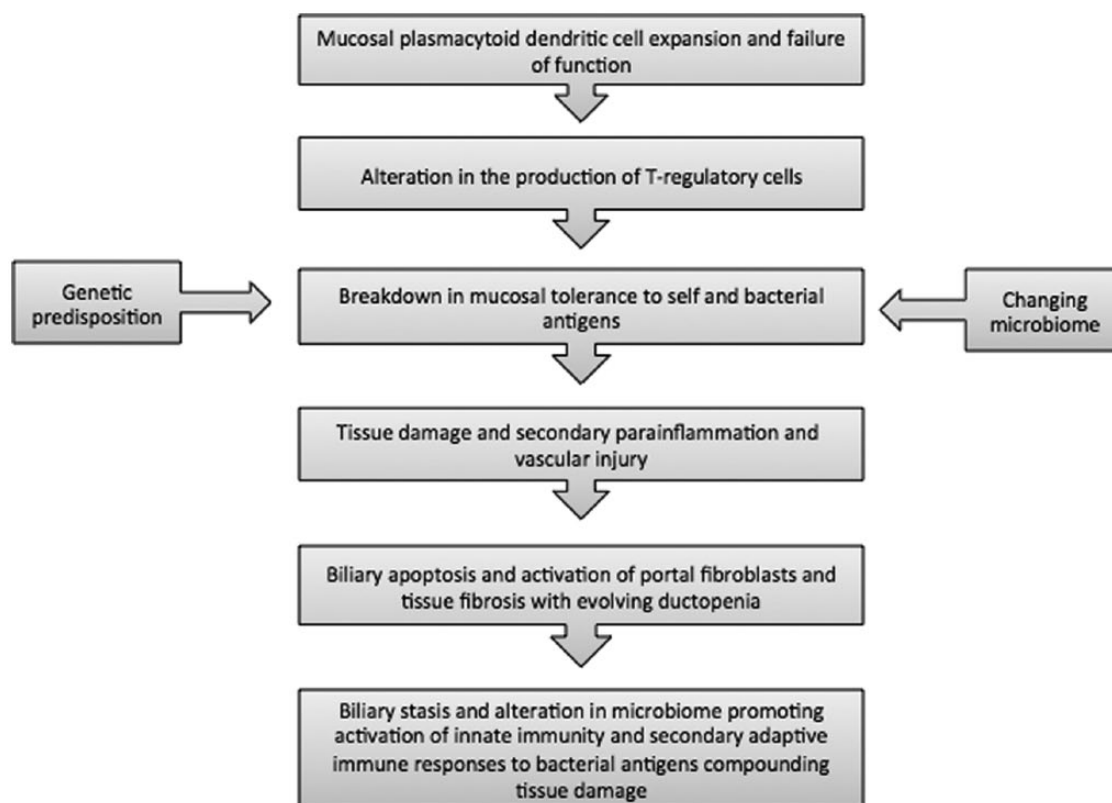 Mucosal plasmacytoid dendritic cell expansion and failure
of function
Alteration in the production of T-regulatory cells
Genetic
predisposition
Breakdown in mucosal tolerance to self and bacterial
antigens
Changing
microbiome
Tissue damage and secondary parainflammation and
vascular injury
Biliary apoptosis and activation of portal fibroblasts and
tissue fibrosis with evolving ductopenia
Biliary stasis and alteration in microbiome promoting
activation of innate immunity and secondary adaptive
immune responses to bacterial antigens compounding
tissue damage